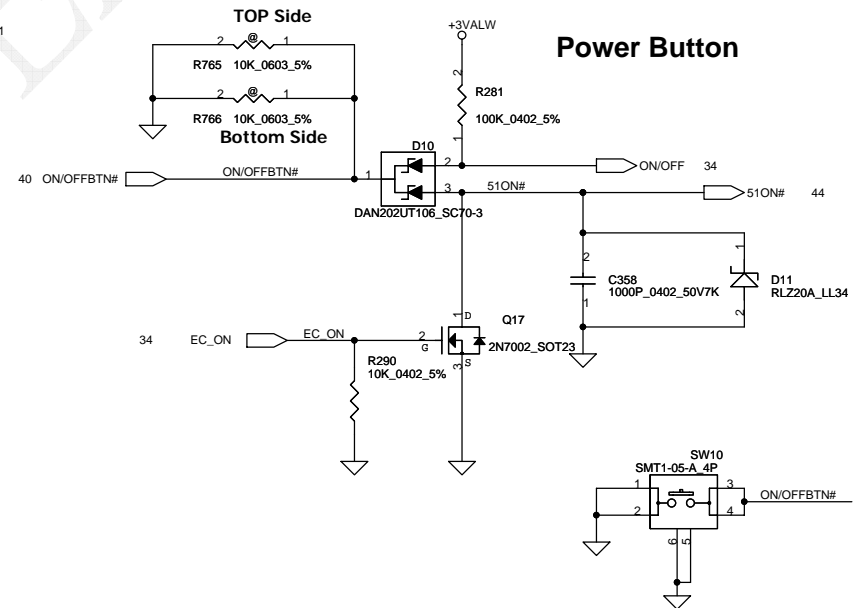 1
TOP Side
2 @ 1
R765 10K_0603_5%
2 @ 1
R766 10K_0603_5%
Bottom Side
+3VALW
Power Button
2
R281
100K_0402_5%
1
D10
40 ON/OFFBTN#
ON/OFFBTN#
1
2
3
DAN202UT106_SC70-3
ON/OFF 34
51ON#
51ON# 44
2
C358
1000P_0402_50V7K
1
1
D11
RLZ20A_LL34
2
34 EC_ON
EC_ON
1
D
Q17
2
G
2N7002_SOT23
S
3
R290
10K_0402_5%
SW10
SMT1-05-A_4P
1
2
3
4
6
5
ON/OFFBTN#